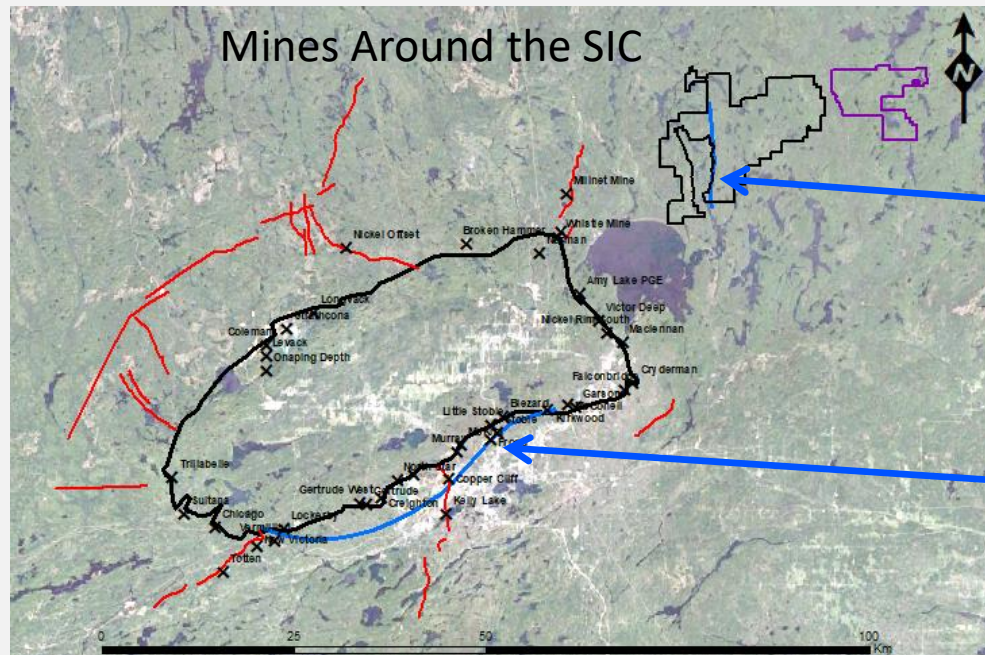 Mines Around the SIC
N
Milnet Mine
Whistle Mine
Broken Hammer
Nickel Offset
Amy Lake PGE
Longvack
Victor Deep
Strathcona
Nickel Rim South
Coleman
Maclennan
Levack
Onaping Depth
Cryderman
Falconbridge
Garson
Blezard
Little Stobie
Kirkwood
Murray
Trillabelle
North Star
Copper Cliff
Gertrude West
Gertrude
Sultana
Creighton
Kelly Lake
Chicago
Lockerby
New Victoria
Totten
0 25 50 100
Km